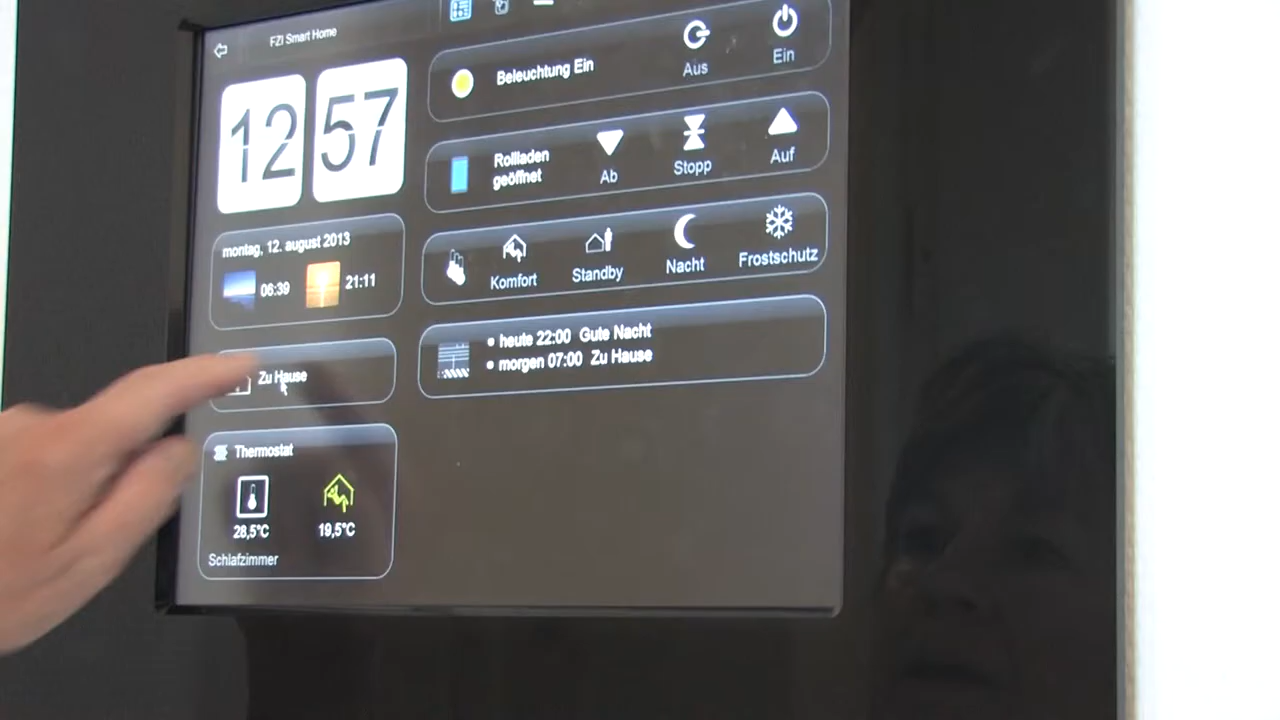 FZI Smart Home
12 57
montag, 12. august 2013
06:39 21:11
Zu Hause
Thermostat
28,5°C 19,5°C
Schlafzimmer
Beleuchtung Ein
Aus
Ein
Rollladen
geöffnet
Ab
Stopp
Auf
Komfort
Standby
Nacht
Frostschutz
• heute 22:00 Gute Nacht
• morgen 07:00 Zu Hause